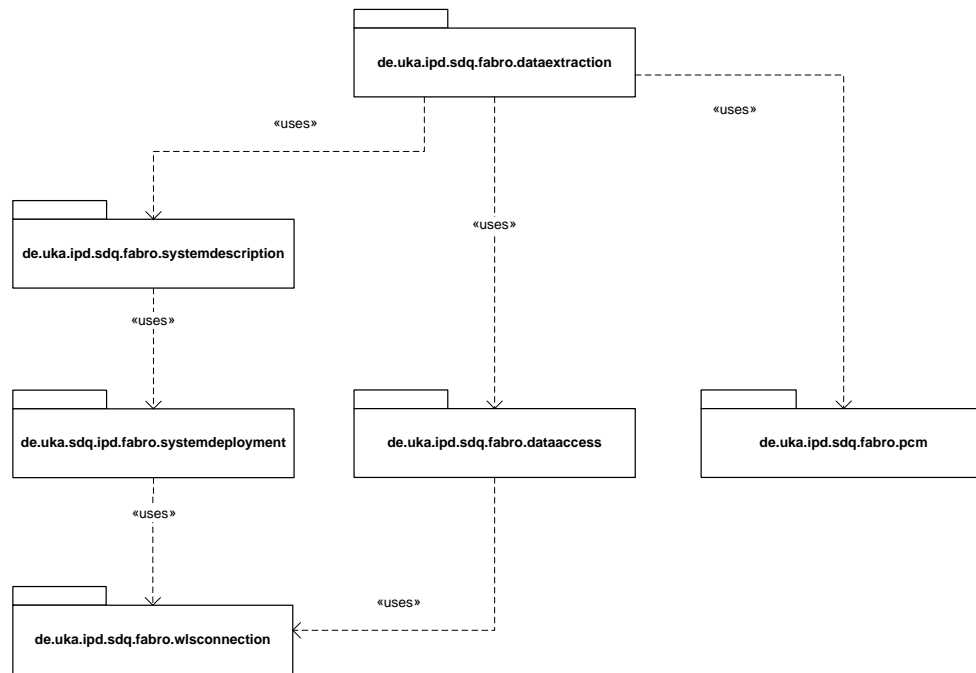 de.uka.ipd.sdq.fabro.dataextraction
«uses»
«uses»
«uses»
de.uka.ipd.sdq.fabro.systemdescription
«uses»
de.uka.sdq.ipd.fabro.systemdeployment
de.uka.ipd.sdq.fabro.dataaccess
de.uka.ipd.sdq.fabro.pcm
«uses»
«uses»
de.uka.ipd.sdq.fabro.wlsconnection